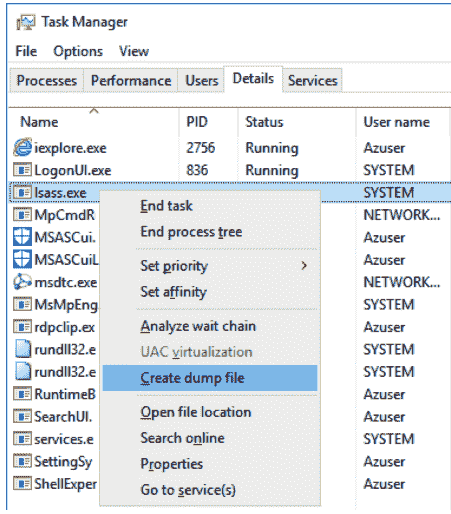 Task Manager
File Options View
Processes Performance Users Details Services
Name PID Status User name
iexplore.exe 2756 Running Azuser
LogonUI.exe 836 Running SYSTEM
lsass.exe SYSTEM
MpCmdR NETWORK...
MSASCui. Azuser
MSASCuiL Azuser
msdtc.exe NETWORK...
MsMpEng. SYSTEM
rdpclip.ex Azuser
rundll32.e SYSTEM
rundll32.e SYSTEM
RuntimeB Azuser
SearchUI. Azuser
services.e SYSTEM
SettingSy Azuser
ShellExper Azuser
End task
End process tree
Set priority
Set affinity
Analyze wait chain
UAC virtualization
Create dump file
Open file location
Search online
Properties
Go to service(s)